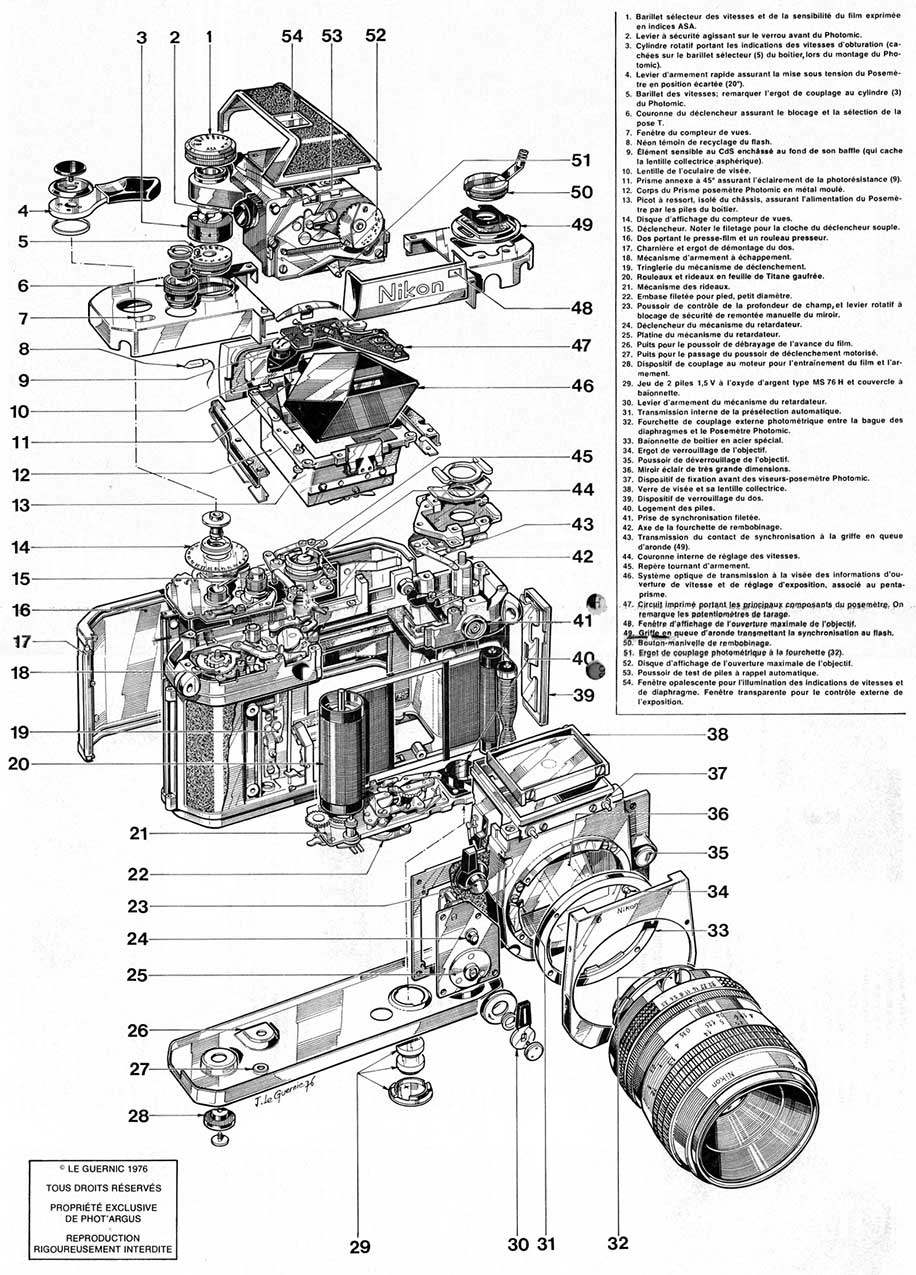 1. Barillet sélecteur des vitesses et de la sensibilité du film exprimée
en indices ASA.
2. Levier à sécurité agissant sur le verrou avant du Photomic.
3. Cylindre rotatif portant les indications des vitesses d'obturation (ca-
chées sur le barillet sélecteur (5) du boîtier, lors du montage du Pho-
tomic).
4. Levier d'armement rapide assurant la mise sous tension du Posemè-
tre en position écartée (20°).
5. Barillet des vitesses; remarquer l'ergot de couplage au cylindre (3)
du Photomic.
6. Couronne du déclencheur assurant le blocage et la sélection de la
pose T.
7. Fenêtre du compteur de vues.
8. Néon témoin de recyclage du flash.
9. Élément sensible au CdS enchâssé au fond de son baffle (qui cache
la lentille collectrice asphérique).
10. Lentille de l'oculaire de visée.
11. Prisme annexe à 45° assurant l'éclairement de la photorésistance (9).
12. Corps du Prisme posemètre Photomic en métal moulé.
13. Picot à ressort, isolé du châssis, assurant l'alimentation du Posemè-
tre par les piles du boîtier.
14. Disque d'affichage du compteur de vues.
15. Déclencheur. Noter le filetage pour la cloche du déclencheur souple.
16. Dos portant le presse-film et un rouleau presseur.
17. Charnière et ergot de démontage du dos.
18. Mécanisme d'armement à échappement.
19. Tringlerie du mécanisme de déclenchement.
20. Rouleaux et rideaux en feuille de Titane gaufrée.
21. Mécanisme des rideaux.
22. Embase filetée pour pied, petit diamètre.
23. Poussoir de contrôle de la profondeur de champ, et levier rotatif à
blocage de sécurité de remontée manuelle du miroir.
24. Déclencheur du mécanisme du retardateur.
25. Platine du mécanisme du retardateur.
26. Puits pour le poussoir de débrayage de l'avance du film.
27. Puits pour le passage du poussoir de déclenchement motorisé.
28. Dispositif de couplage au moteur pour l'entraînement du film et l'ar-
mement.
29. Jeu de 2 piles 1,5 V à l'oxyde d'argent type MS 76 H et couvercle à
baïonnette.
30. Levier d'armement du mécanisme du retardateur.
31. Transmission interne de la présélection automatique.
32. Fourchette de couplage externe photométrique entre la bague des
diaphragmes et le Posemètre Photomic.
33. Baïonnette de boîtier en acier spécial.
34. Ergot de verrouillage de l'objectif.
35. Poussoir de déverrouillage de l'objectif.
36. Miroir éclair de très grande dimensions.
37. Dispositif de fixation avant des viseurs-posemètre Photomic.
38. Verre de visée et sa lentille collectrice.
39. Dispositif de verrouillage du dos.
40. Logement des piles.
41. Prise de synchronisation filetée.
42. Axe de la fourchette de rembobinage.
43. Transmission du contact de synchronisation à la griffe en queue
d'aronde (49).
44. Couronne interne de réglage des vitesses.
45. Repère tournant d'armement.
46. Système optique de transmission à la visée des informations d'ou-
verture de vitesse et de réglage d'exposition, associé au penta-
prisme.
47. Circuit imprimé portant les principaux composants du posemètre. On
remarque les potentiomètres de tarage.
48. Fenêtre d'affichage de l'ouverture maximale de l'objectif.
49. Griffe en queue d'aronde transmettant la synchronisation au flash.
50. Bouton-manivelle de rembobinage.
51. Ergot de couplage photométrique à la fourchette (32).
52. Disque d'affichage de l'ouverture maximale de l'objectif.
53. Poussoir de test de piles à rappel automatique.
54. Fenêtre opalescente pour l'illumination des indications de vitesses et
de diaphragme. Fenêtre transparente pour le contrôle externe de
l'exposition.
3 2 1 54 53 52
51
50
4
49
5
6
Nikon
48
7
47
8
9
46
10
11
12
45
13
44
43
14
42
15
16
41
17
40
18
39
19
38
20
37
36
21
35
22
34
23
Nikon
33
24
25
26
27
Nikon
J. Le Guernic. 76
28
29 30 31 32
© LE GUERNIC 1976
TOUS DROITS RÉSERVÉS
PROPRIÉTÉ EXCLUSIVE
DE PHOT'ARGUS
REPRODUCTION
RIGOUREUSEMENT INTERDITE